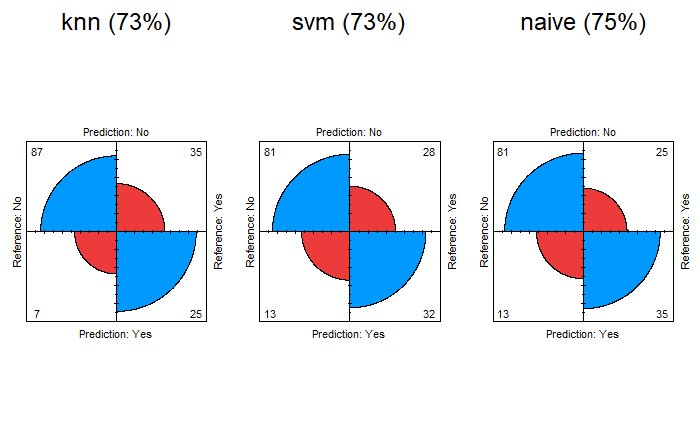 knn (73%)
Prediction: No
87
35
Reference: No
Reference: Yes
7
25
Prediction: Yes
svm (73%)
Prediction: No
81
28
Reference: No
Reference: Yes
13
32
Prediction: Yes
naive (75%)
Prediction: No
81
25
Reference: No
Reference: Yes
13
35
Prediction: Yes